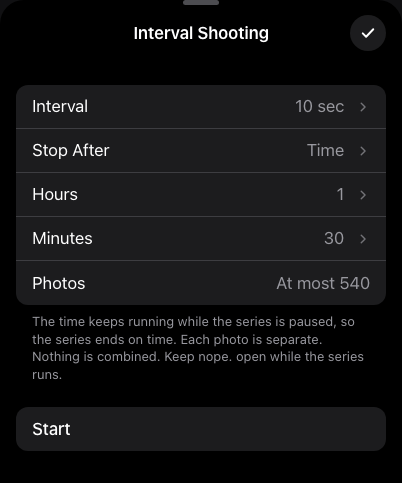 Interval Shooting
Interval 10 sec
Stop After Time
Hours 1
Minutes 30
Photos At most 540
The time keeps running while the series is paused, so
the series ends on time. Each photo is separate.
Nothing is combined. Keep nope. open while the series
runs.
Start